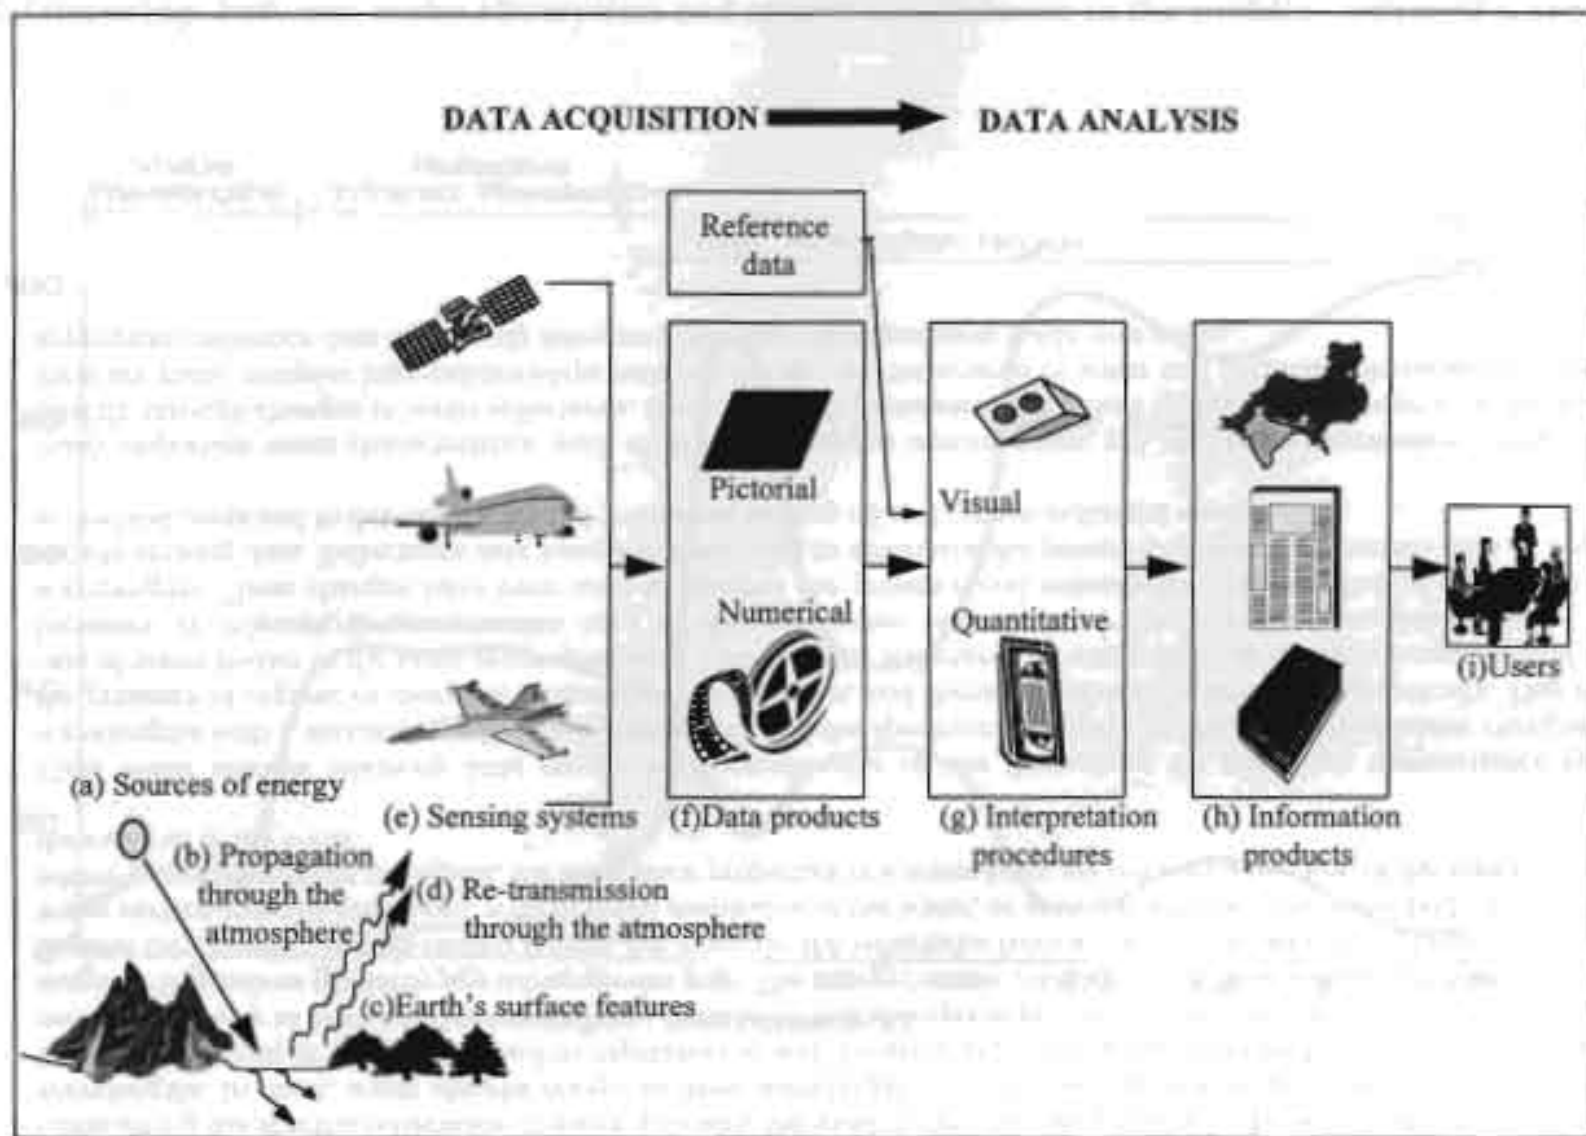 DATA ACQUISITION
DATA ANALYSIS
Reference
data
Pictorial
Numerical
Visual
Quantitative
(i)Users
(a) Sources of energy
(e) Sensing systems
(f)Data products
(g) Interpretation
procedures
(h) Information
products
(b) Propagation
through the
atmosphere
(d) Re-transmission
through the atmosphere
(c)Earth's surface features